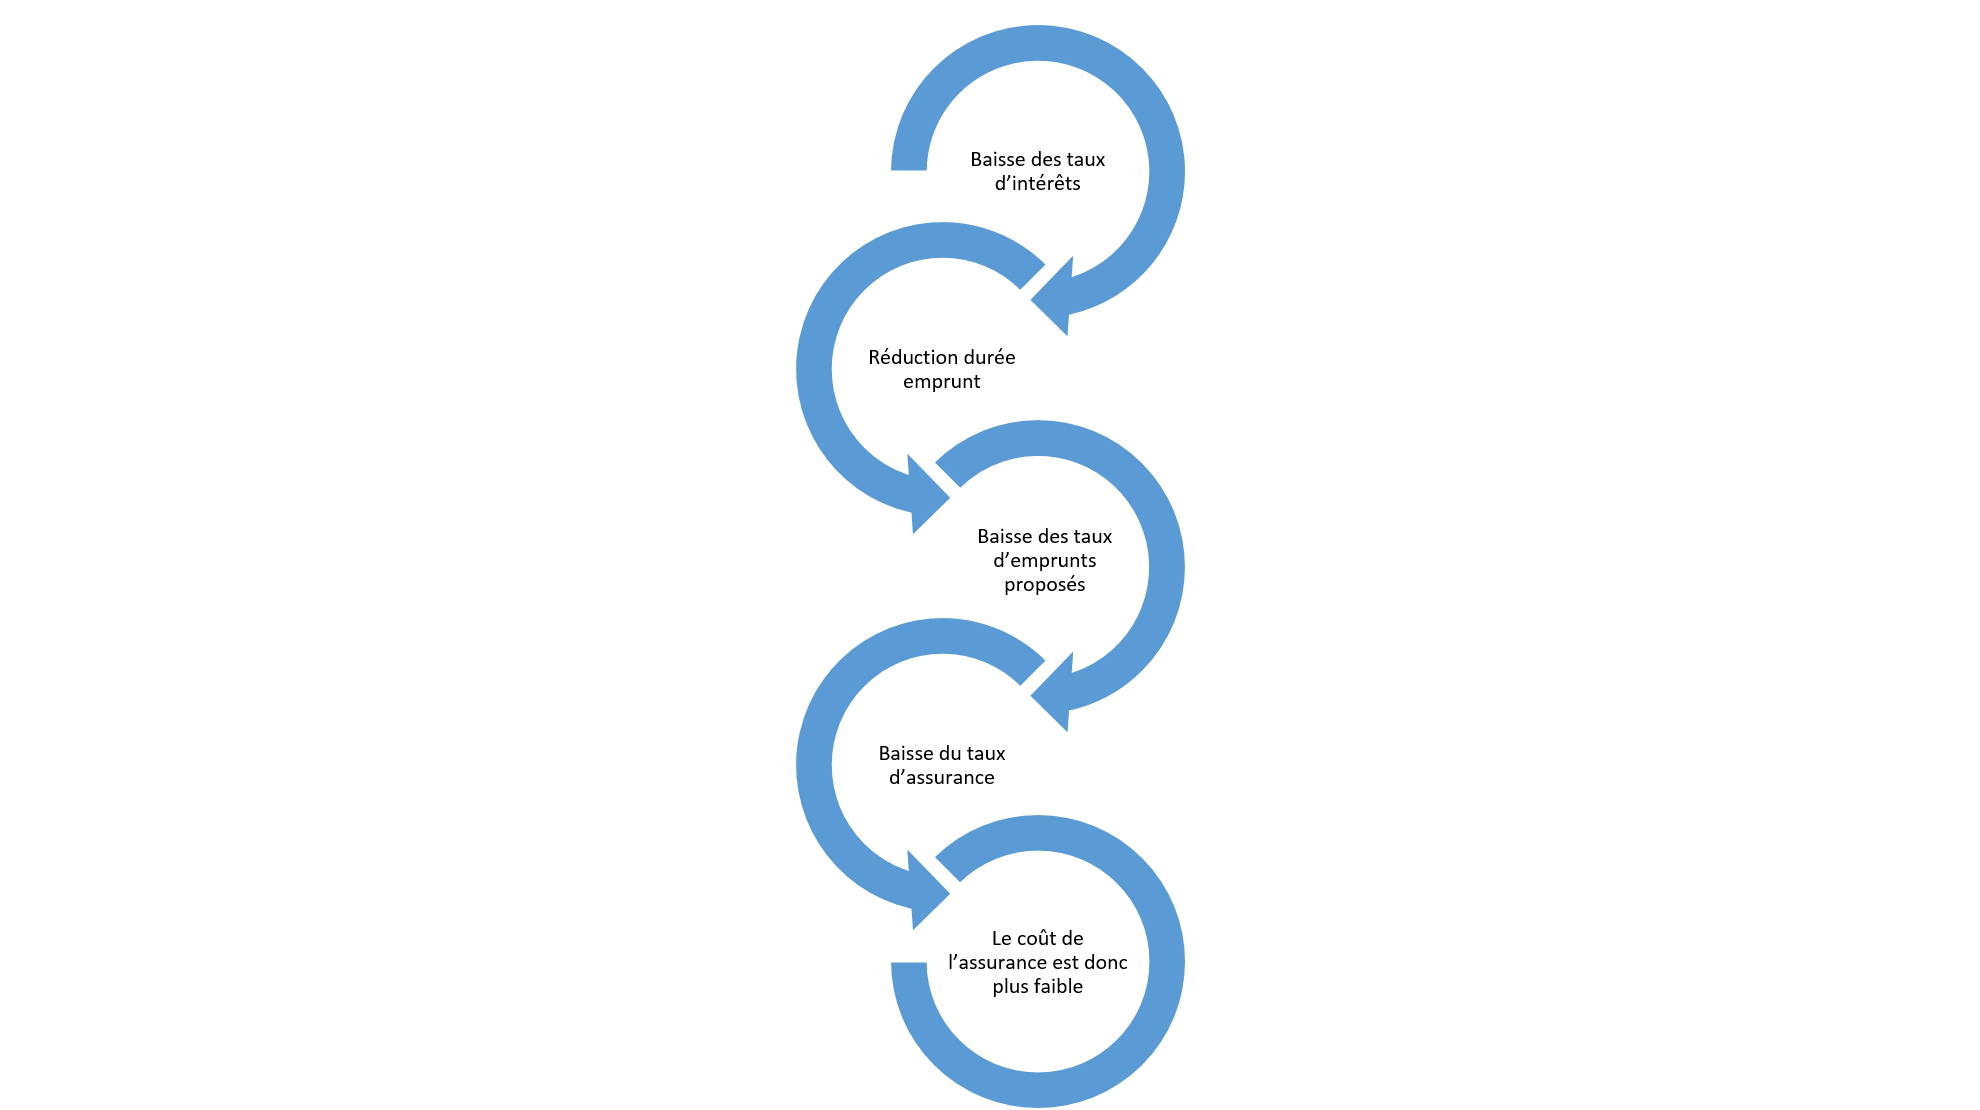 Baisse des taux
d’intérêts
Réduction durée
emprunt
Baisse des taux
d’emprunts
proposés
Baisse du taux
d’assurance
Le coût de
l’assurance est donc
plus faible